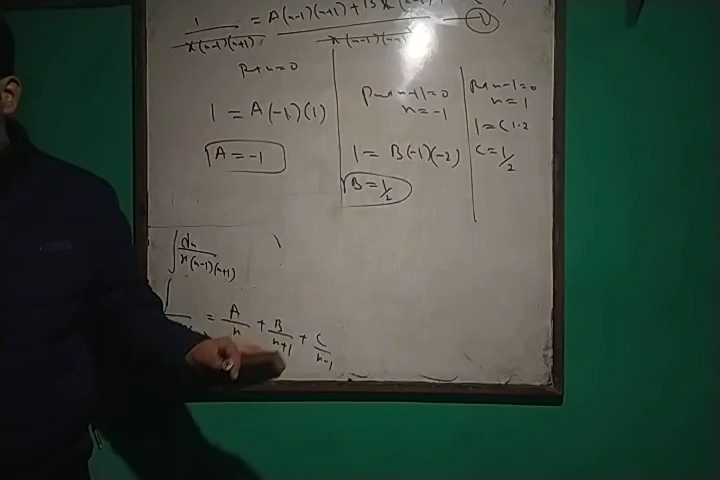 1/x(x-1)(x+1) = A(x-1)(x+1) + Bx(x-1) / x(x-1)(x+1)
Put x=0
1 = A(-1)(1)
A = -1
Put x+1=0
x = -1
1 = B(-1)(-2)
B = 1/2
Put x-1=0
x = 1
1 = C 1.2
C = 1/2
∫ dx/x(x-1)(x+1)
1 = A/x + B/x+1 + C/x-1